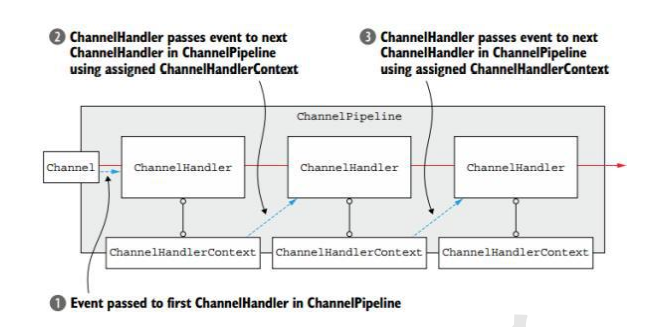 2 ChannelHandler passes event to next
ChannelHandler in ChannelPipeline
using assigned ChannelHandlerContext
3 ChannelHandler passes event to next
ChannelHandler in ChannelPipeline
using assigned ChannelHandlerContext
ChannelPipeline
Channel
ChannelHandler
ChannelHandler
ChannelHandler
ChannelHandlerContext
ChannelHandlerContext
ChannelHandlerContext
1 Event passed to first ChannelHandler in ChannelPipeline